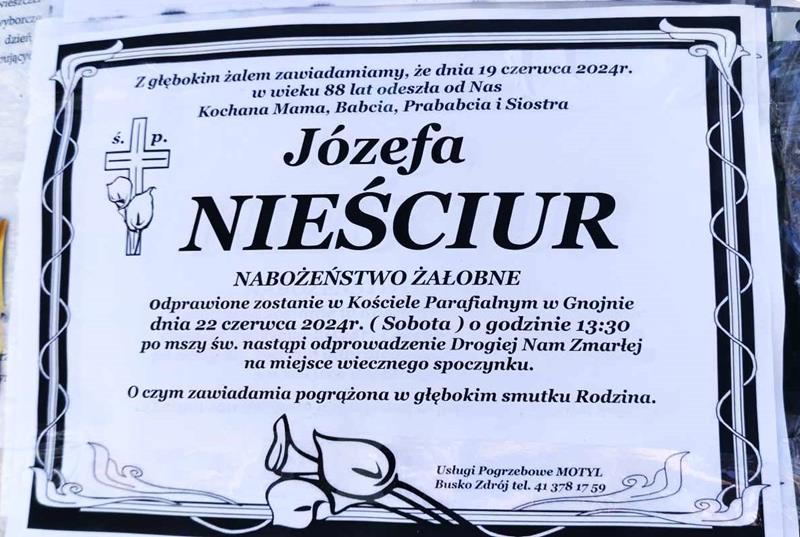 wieszcze
wyborcze
dzień
Z głębokim żalem zawiadamiamy, że dnia 19 czerwca 2024r.
w wieku 88 lat odeszła od Nas
Kochana Mama, Babcia, Prababcia i Siostra
ś. p.
Józefa
NIEŚCIUR
NABOŻEŃSTWO ŻAŁOBNE
Odprawione zostanie w Kościele Parafialnym w Gnojnie
dnia 22 czerwca 2024r. ( Sobota ) o godzinie 13:30
po mszy św. nastąpi odprowadzenie Drogiej Nam Zmarłej
na miejsce wiecznego spoczynku.
O czym zawiadamia pogrążona w głębokim smutku Rodzina.
Usługi Pogrzebowe MOTYL
Busko Zdrój tel. 41 378 17 59